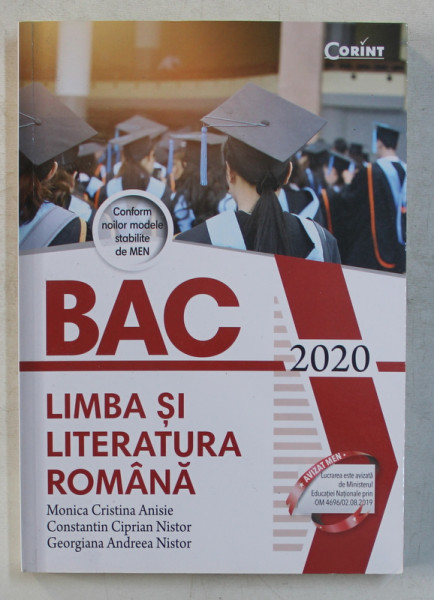 CORINT
Conform
noilor modele
stabilite
de MEN
BAC
2020
LIMBA ȘI
LITERATURA
ROMÂNĂ
Monica Cristina Anisie
Constantin Ciprian Nistor
Georgiana Andreea Nistor
AVIZAT MEN
Lucrarea este avizată
de Ministerul
Educației Naționale prin
OM 4696/02.08.2019